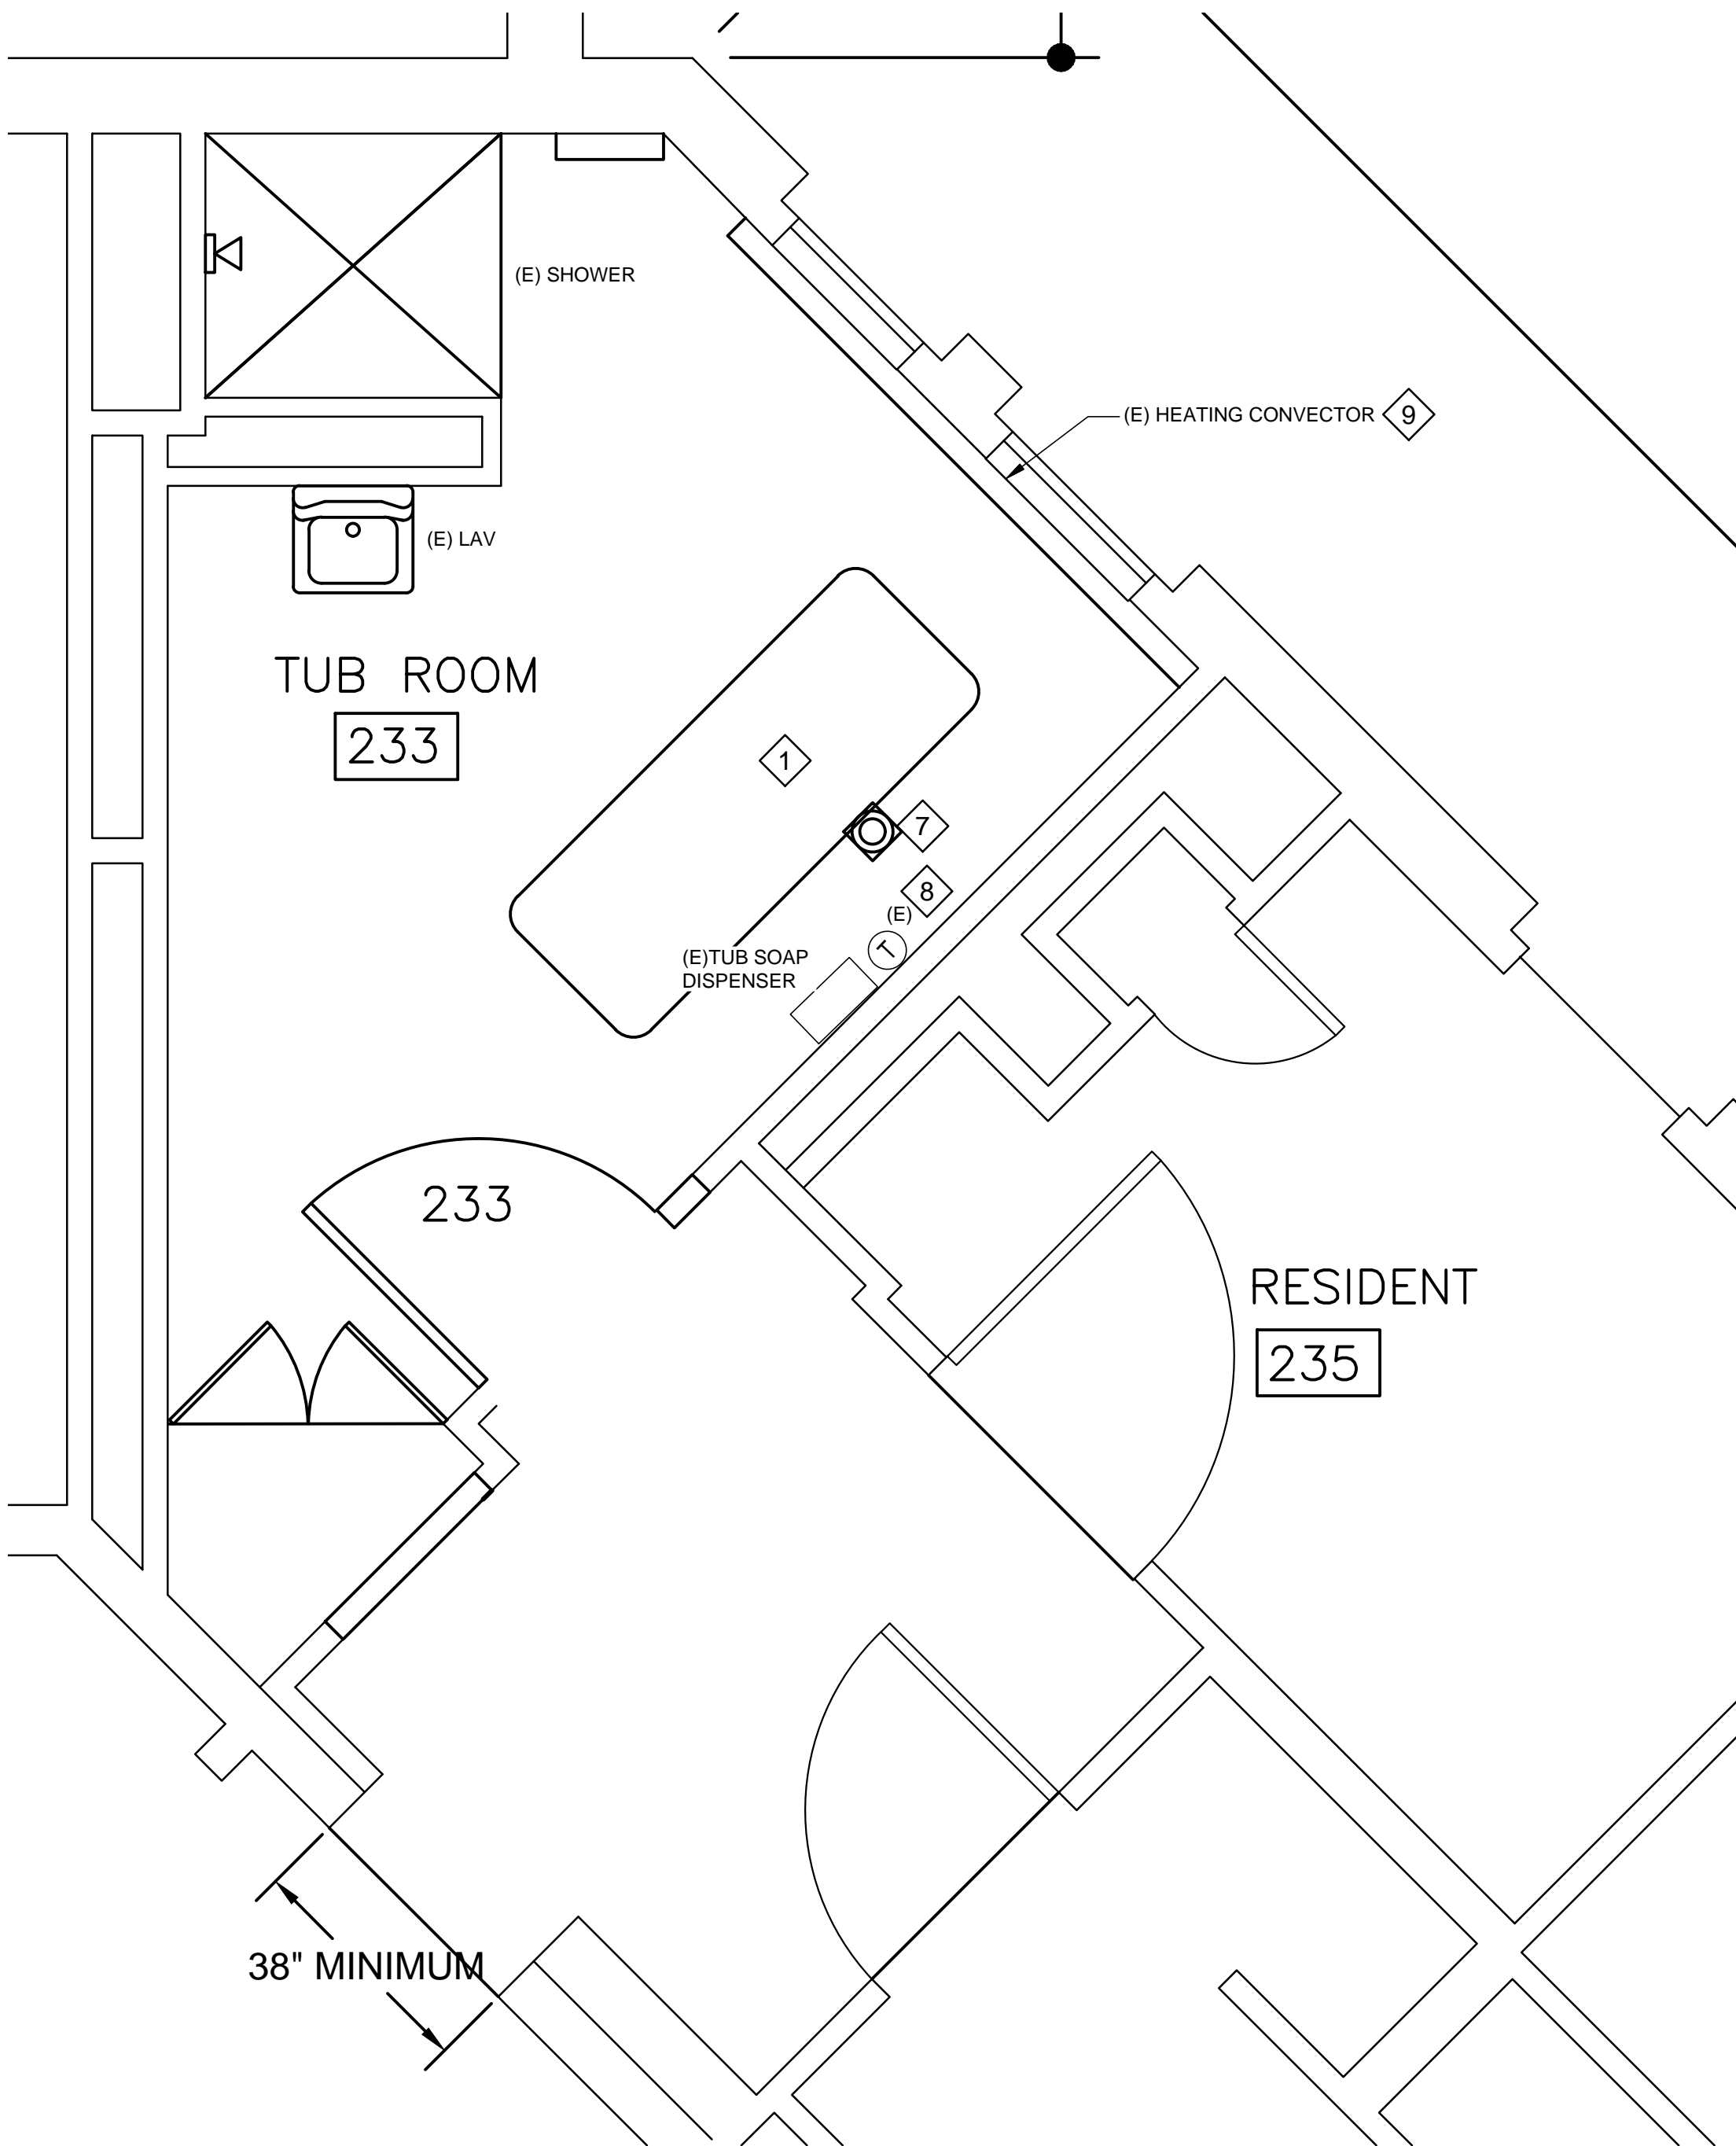 (E) SHOWER
(E) HEATING CONVECTOR 9
(E) LAV
TUB ROOM
233
1
7
8
(E)
T
(E)TUB SOAP
DISPENSER
233
RESIDENT
235
38" MINIMUM